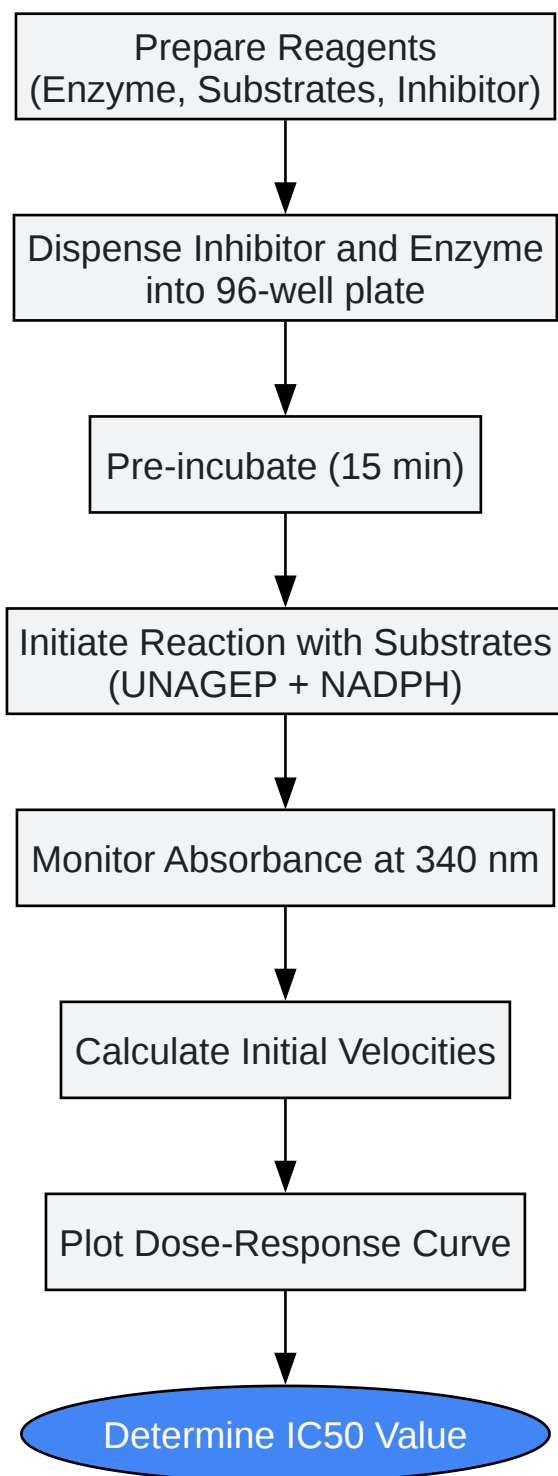 Prepare Reagents
(Enzyme, Substrates, Inhibitor)
Dispense Inhibitor and Enzyme
into 96-well plate
Pre-incubate (15 min)
Initiate Reaction with Substrates
(UNAGEP + NADPH)
Monitor Absorbance at 340 nm
Calculate Initial Velocities
Plot Dose-Response Curve
Determine IC50 Value